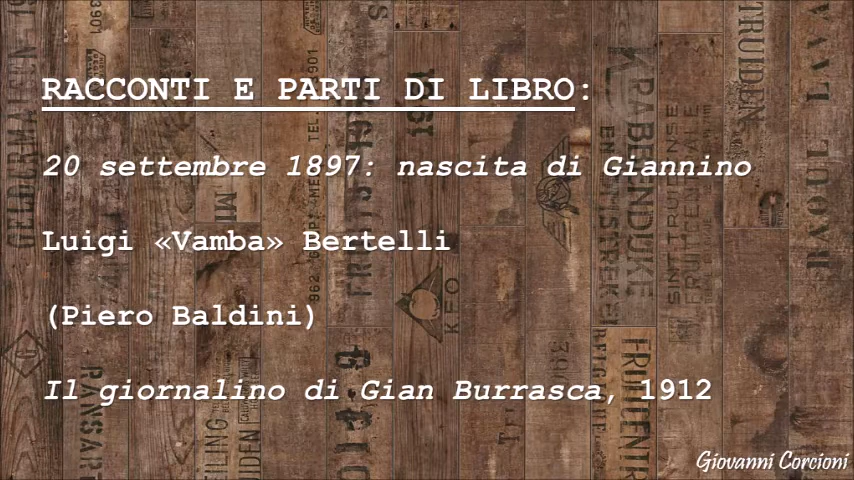 RACCONTI E PARTI DI LIBRO:
20 settembre 1897: nascita di Giannino
Luigi «Vamba» Bertelli
(Piero Baldini)
Il giornalino di Gian Burrasca, 1912
Giovanni Corcioni